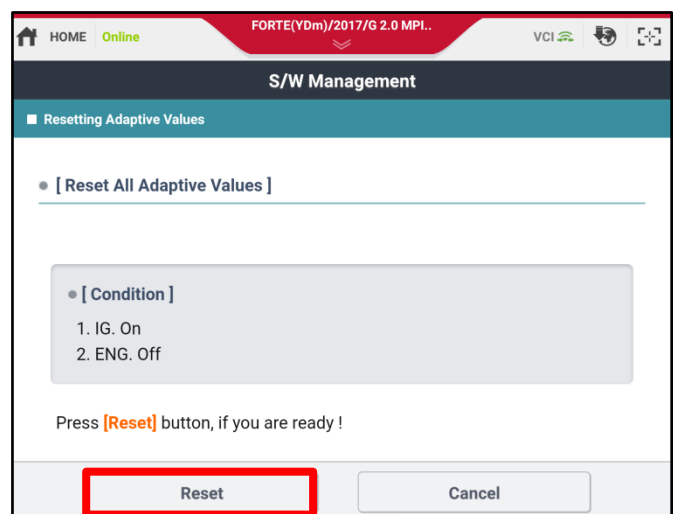 HOME Online FORTE(YDm)/2017/G 2.0 MPI.. VCI
S/W Management
Resetting Adaptive Values
[ Reset All Adaptive Values ]
[ Condition ]
1. IG. On
2. ENG. Off
Press [Reset] button, if you are ready !
Reset Cancel